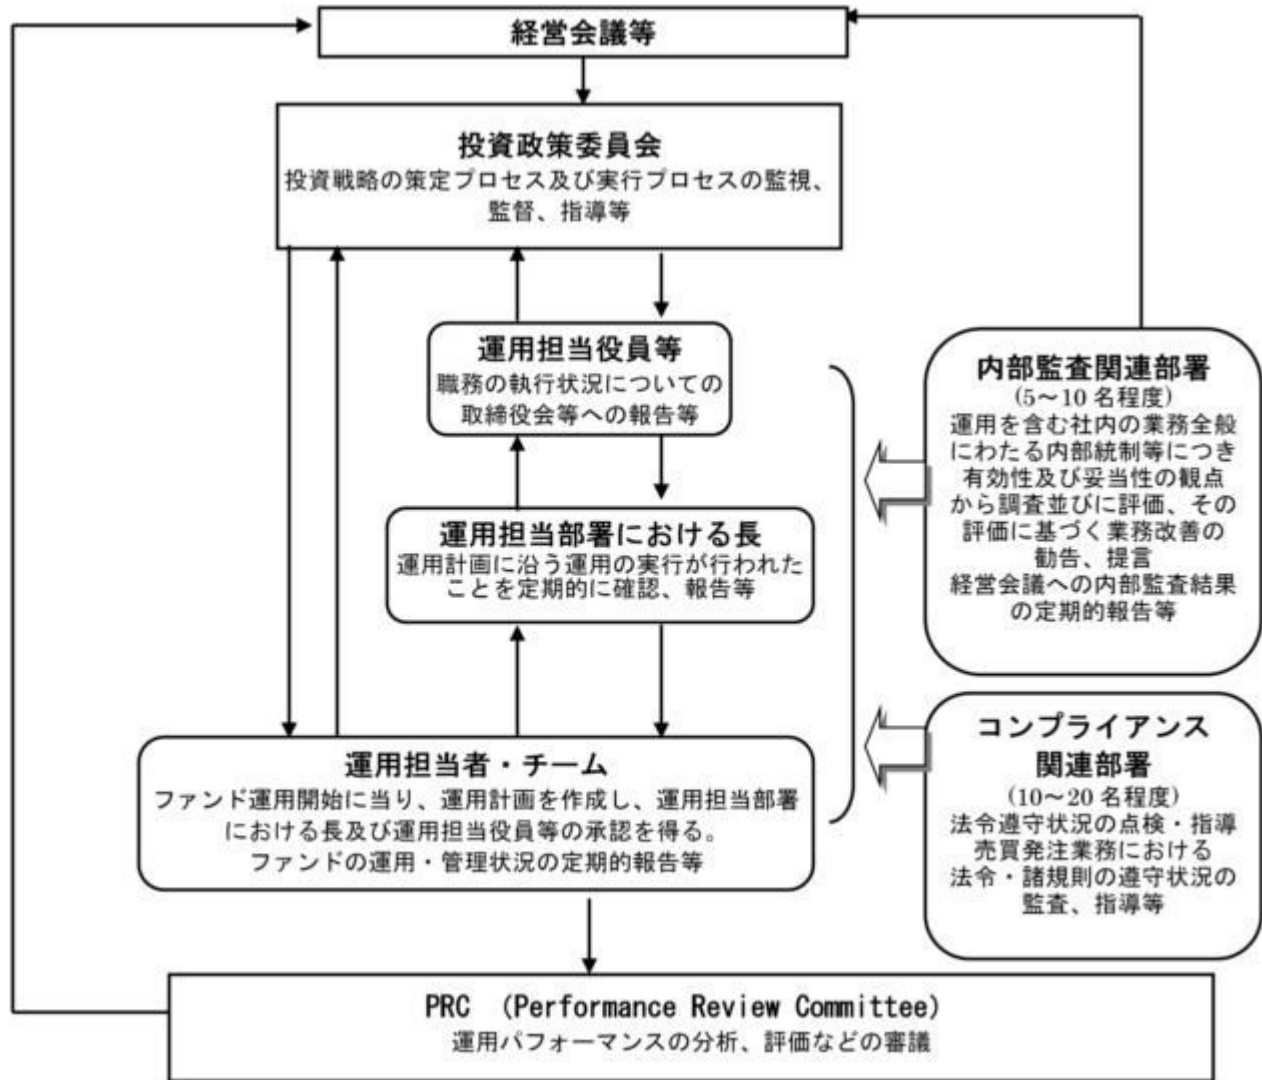 経営会議等
投資政策委員会
投資戦略の策定プロセス及び実行プロセスの監視、
監督、指導等
運用担当役員等
職務の執行状況についての
取締役会等への報告等
運用担当部署における長
運用計画に沿う運用の実行が行われた
ことを定期的に確認、報告等
運用担当者・チーム
ファンド運用開始に当り、運用計画を作成し、運用担当部署
における長及び運用担当役員等の承認を得る。
ファンドの運用・管理状況の定期的報告等
内部監査関連部署
(5～10 名程度)
運用を含む社内の業務全般
にわたる内部統制等につき
有効性及び妥当性の観点
から調査並びに評価、その
評価に基づく業務改善の
勧告、提言
経営会議への内部監査結果
の定期的報告等
コンプライアンス
関連部署
(10～20 名程度)
法令遵守状況の点検・指導
売買発注業務における
法令・諸規則の遵守状況の
監査、指導等
PRC (Performance Review Committee)
運用パフォーマンスの分析、評価などの審議